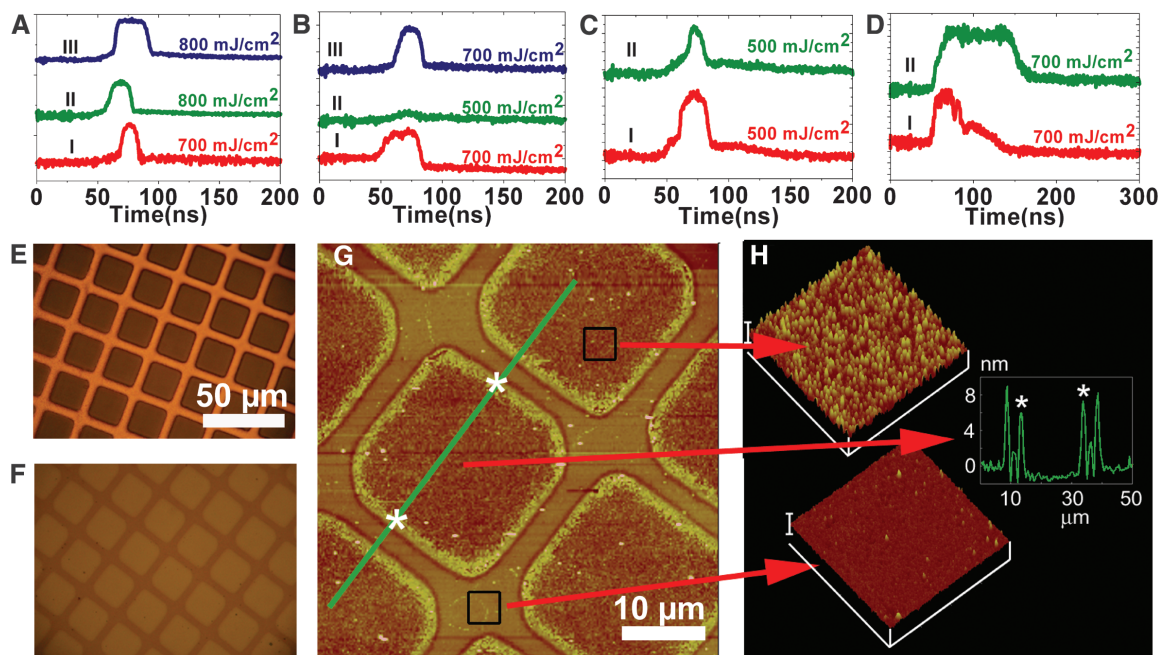 A
III
800 mJ/cm2
II
800 mJ/cm2
I
700 mJ/cm2
0 50 100 150 200
Time(ns)
B
III
700 mJ/cm2
II
500 mJ/cm2
I
700 mJ/cm2
0 50 100 150 200
Time(ns)
C
II
500 mJ/cm2
I
500 mJ/cm2
0 50 100 150 200
Time(ns)
D
II
700 mJ/cm2
I
700 mJ/cm2
0 50 100 150 200 300
Time(ns)
E
50 µm
F
G
*
*
10 µm
H
nm
8
4
0
*
*
10 30 50
µm